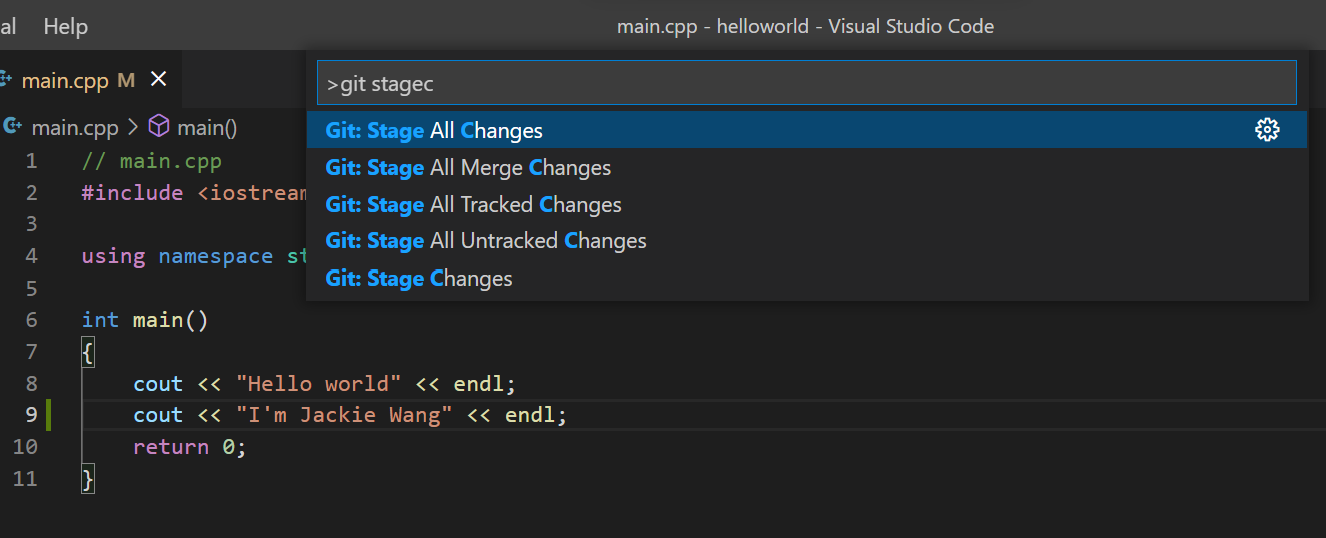 al Help main.cpp - helloworld - Visual Studio Code
main.cpp M
>git stagec
main.cpp > main()
Git: Stage All Changes
Git: Stage All Merge Changes
Git: Stage All Tracked Changes
Git: Stage All Untracked Changes
Git: Stage Changes
1 // main.cpp
2 #include <iostream
3
4 using namespace st
5
6 int main()
7 {
8 cout << "Hello world" << endl;
9 cout << "I'm Jackie Wang" << endl;
10 return 0;
11 }